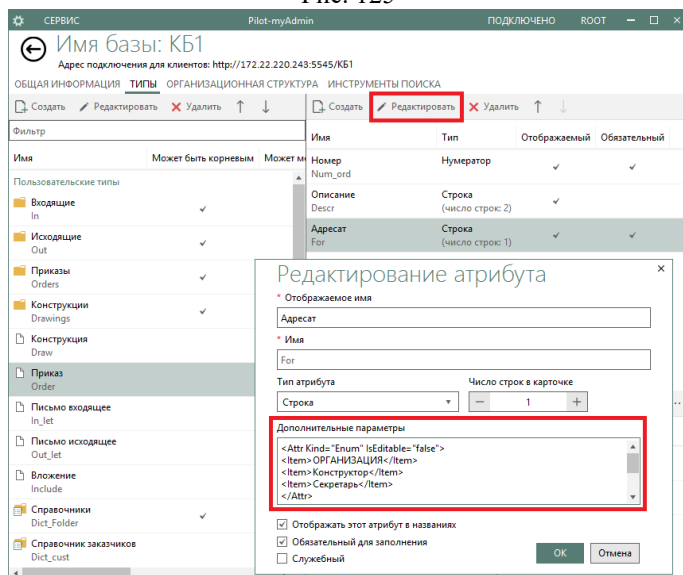 Рис. 125
СЕРВИС Pilot-myAdmin ПОДКЛЮЧЕНО ROOT
Имя базы: КБ1
Адрес подключения для клиентов: http://172.22.220.243:5545/КБ1
ОБЩАЯ ИНФОРМАЦИЯ ТИПЫ ОРГАНИЗАЦИОННАЯ СТРУКТУРА ИНСТРУМЕНТЫ ПОИСКА
Создать Редактировать Удалить
Фильтр
Имя Может быть корневым Может м
Пользовательские типы
Входящие
In
Исходящие
Out
Приказы
Orders
Конструкции
Drawings
Конструкция
Draw
Приказ
Order
Письмо входящее
In_let
Письмо исходящее
Out_let
Вложение
Include
Справочники
Dict_Folder
Справочник заказчиков
Dict_cust
Создать Редактировать Удалить
Имя Тип Отображаемый Обязательный
Номер Нумератор
Num_ord
Описание Строка
Descr (число строк: 2)
Адресат Строка
For (число строк: 1)
Редактирование атрибута
* Отображаемое имя
Адресат
* Имя
For
Тип атрибута Число строк в карточке
Строка 1
Дополнительные параметры
<Attr Kind="Enum" IsEditable="false">
<Item>ОРГАНИЗАЦИЯ</Item>
<Item>Конструктор</Item>
<Item>Секретарь</Item>
</Attr>
Отображать этот атрибут в названиях
Обязательный для заполнения
Служебный
ОК Отмена